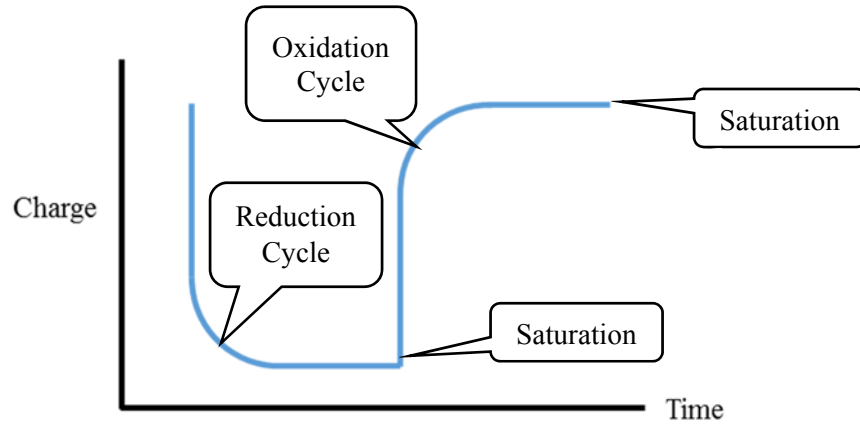 Oxidation
Cycle
Saturation
Charge
Reduction
Cycle
Saturation
Time